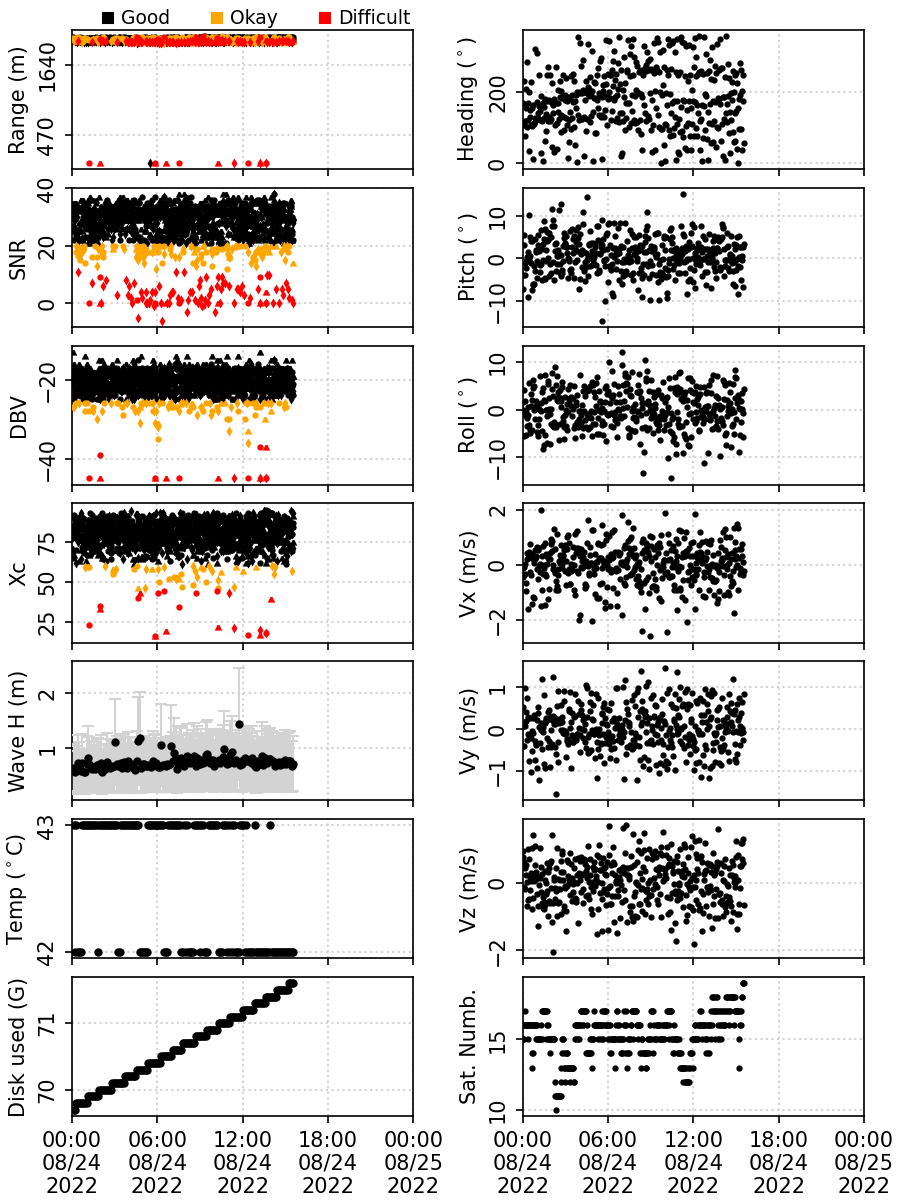 Good Okay Difficult
Range (m)
1640
470
Heading (°)
200
0
SNR
40
20
0
Pitch (°)
10
0
−10
DBV
−20
−40
Roll (°)
10
0
−10
Xc
75
50
25
Vx (m/s)
2
0
−2
Wave H (m)
2
1
Vy (m/s)
1
0
−1
Temp (°C)
43
42
Vz (m/s)
0
−2
Disk used (G)
71
70
Sat. Numb.
15
10
00:00 06:00 12:00 18:00 00:00
08/24 08/24 08/24 08/24 08/25
2022 2022 2022 2022 2022
00:00 06:00 12:00 18:00 00:00
08/24 08/24 08/24 08/24 08/25
2022 2022 2022 2022 2022